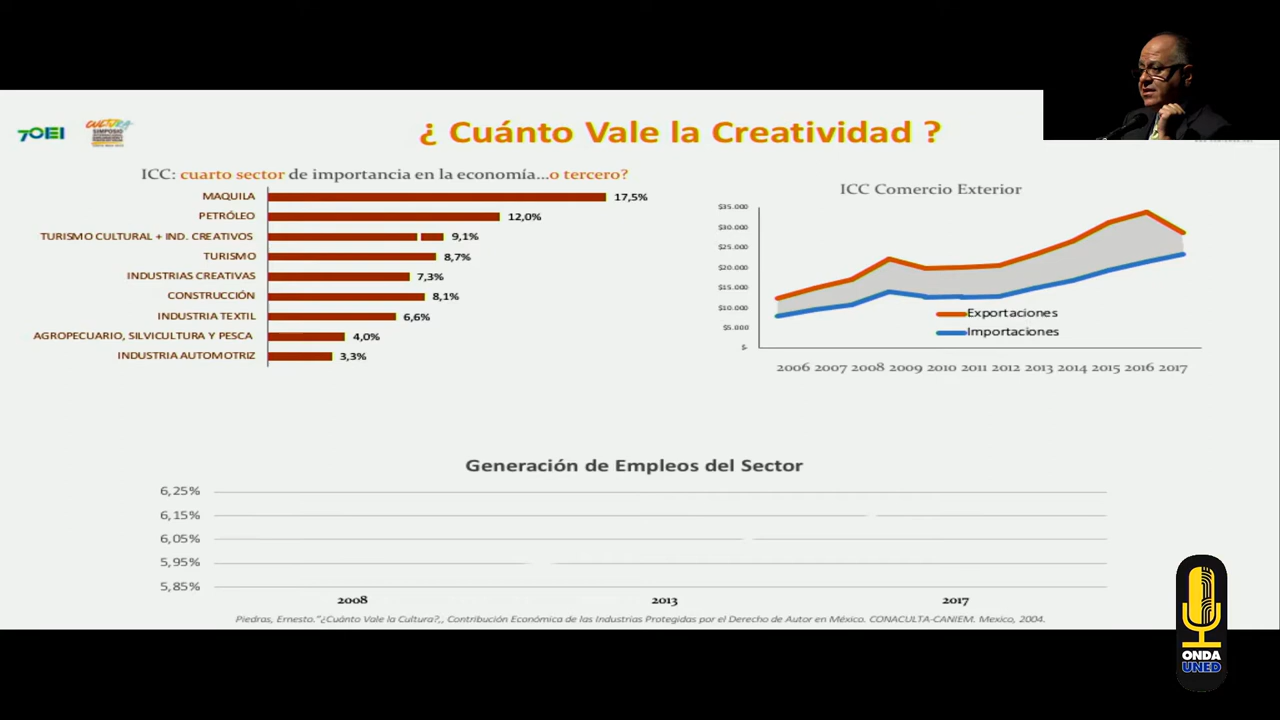 7OEI
CULTURA
SIMPOSIO
¿ Cuánto Vale la Creatividad ?
ICC: cuarto sector de importancia en la economía...o tercero?
MAQUILA 17,5%
PETRÓLEO 12,0%
TURISMO CULTURAL + IND. CREATIVOS 9,1%
TURISMO 8,7%
INDUSTRIAS CREATIVAS 7,3%
CONSTRUCCIÓN 8,1%
INDUSTRIA TEXTIL 6,6%
AGROPECUARIO, SILVICULTURA Y PESCA 4,0%
INDUSTRIA AUTOMOTRIZ 3,3%
ICC Comercio Exterior
$35.000
$30.000
$25.000
$20.000
$15.000
$10.000
$5.000
$-
Exportaciones
Importaciones
2006 2007 2008 2009 2010 2011 2012 2013 2014 2015 2016 2017
Generación de Empleos del Sector
6,25%
6,15%
6,05%
5,95%
5,85%
2008 2013 2017
Piedras, Ernesto."¿Cuánto Vale la Cultura?,, Contribución Económica de las Industrias Protegidas por el Derecho de Autor en México. CONACULTA-CANIEM. Mexico, 2004.
ONDA
UNED